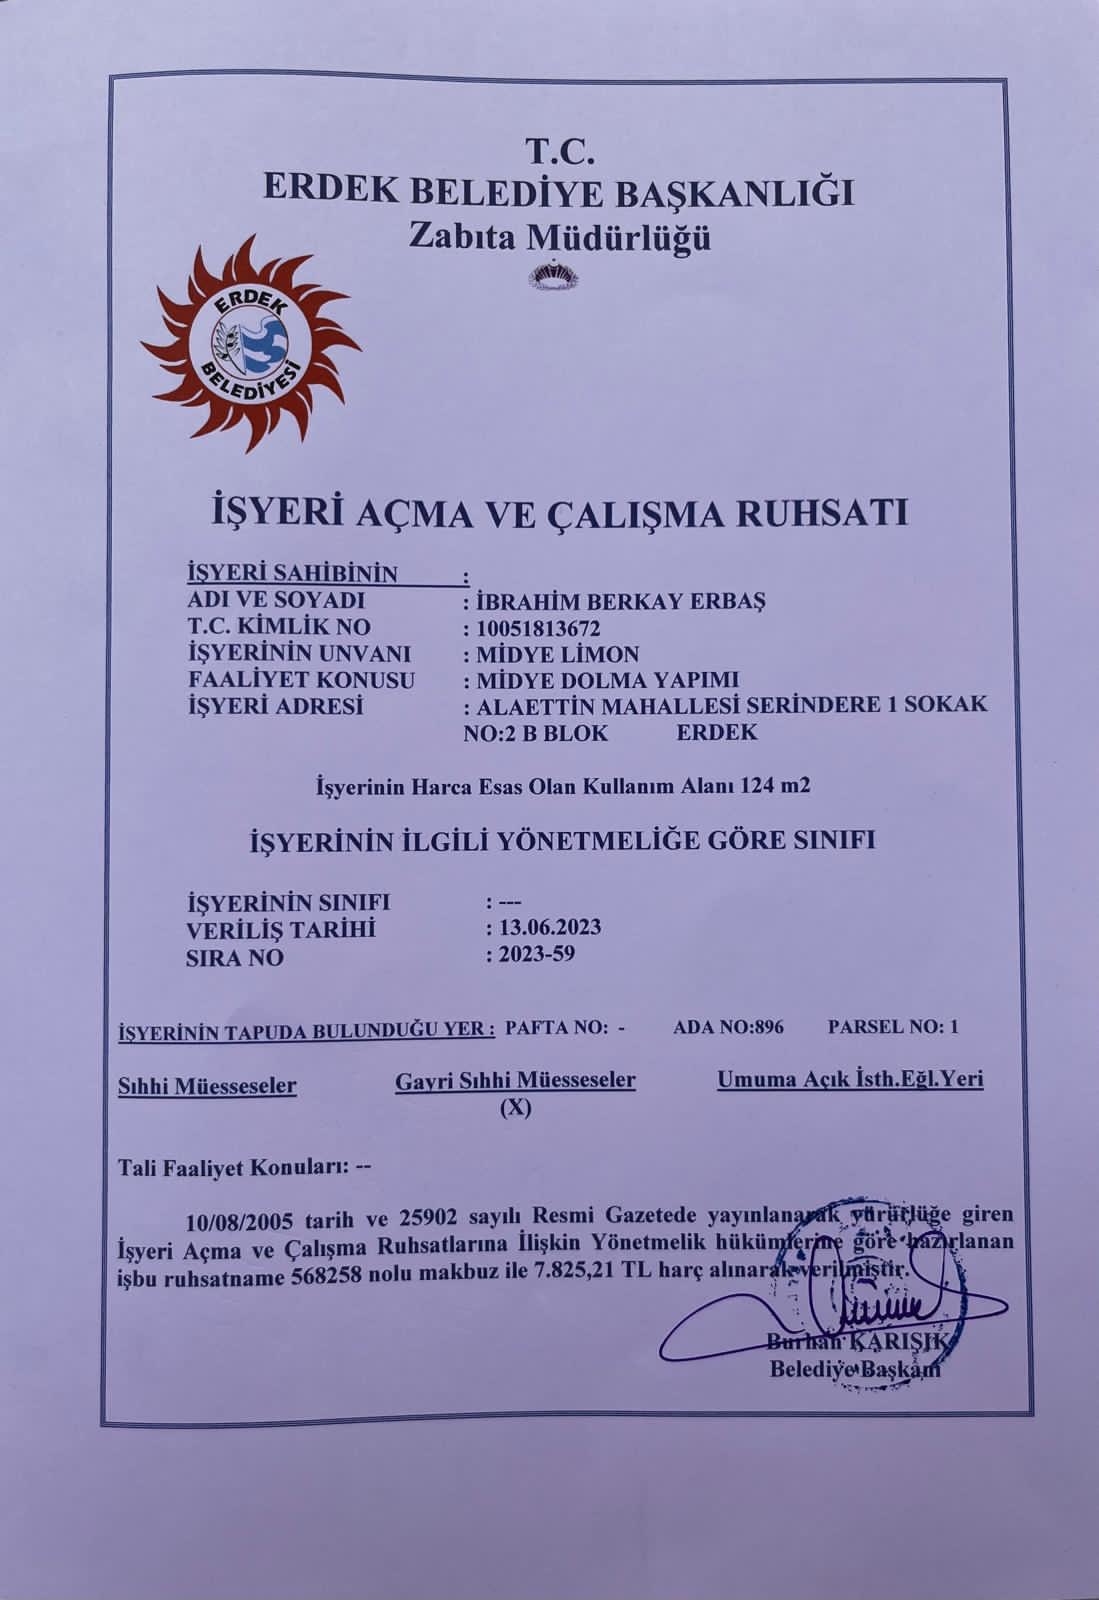 T.C.
ERDEK BELEDİYE BAŞKANLIĞI
Zabıta Müdürlüğü
ERDEK
BELEDİYESİ
İŞYERİ AÇMA VE ÇALIŞMA RUHSATI
İŞYERİ SAHİBİNİN :
ADI VE SOYADI : İBRAHİM BERKAY ERBAŞ
T.C. KİMLİK NO : 10051813672
İŞYERİNİN UNVANI : MİDYE LİMON
FAALİYET KONUSU : MİDYE DOLMA YAPIMI
İŞYERİ ADRESİ : ALAETTİN MAHALLESİ SERİNDERE 1 SOKAK
NO:2 B BLOK ERDEK
İşyerinin Harca Esas Olan Kullanım Alanı 124 m2
İŞYERİNİN İLGİLİ YÖNETMELİĞE GÖRE SINIFI
İŞYERİNİN SINIFI : ---
VERİLİŞ TARİHİ : 13.06.2023
SIRA NO : 2023-59
İŞYERİNİN TAPUDA BULUNDUĞU YER : PAFTA NO: - ADA NO:896 PARSEL NO: 1
Sıhhi Müesseseler Gayri Sıhhi Müesseseler Umuma Açık İsth.Eğl.Yeri
(X)
Tali Faaliyet Konuları: --
10/08/2005 tarih ve 25902 sayılı Resmi Gazetede yayınlanarak yürürlüğe giren
İşyeri Açma ve Çalışma Ruhsatlarına İlişkin Yönetmelik hükümlerine göre hazırlanan
işbu ruhsatname 568258 nolu makbuz ile 7.825,21 TL harç alınarak verilmiştir.
Burhan KARIŞIK
Belediye Başkanı